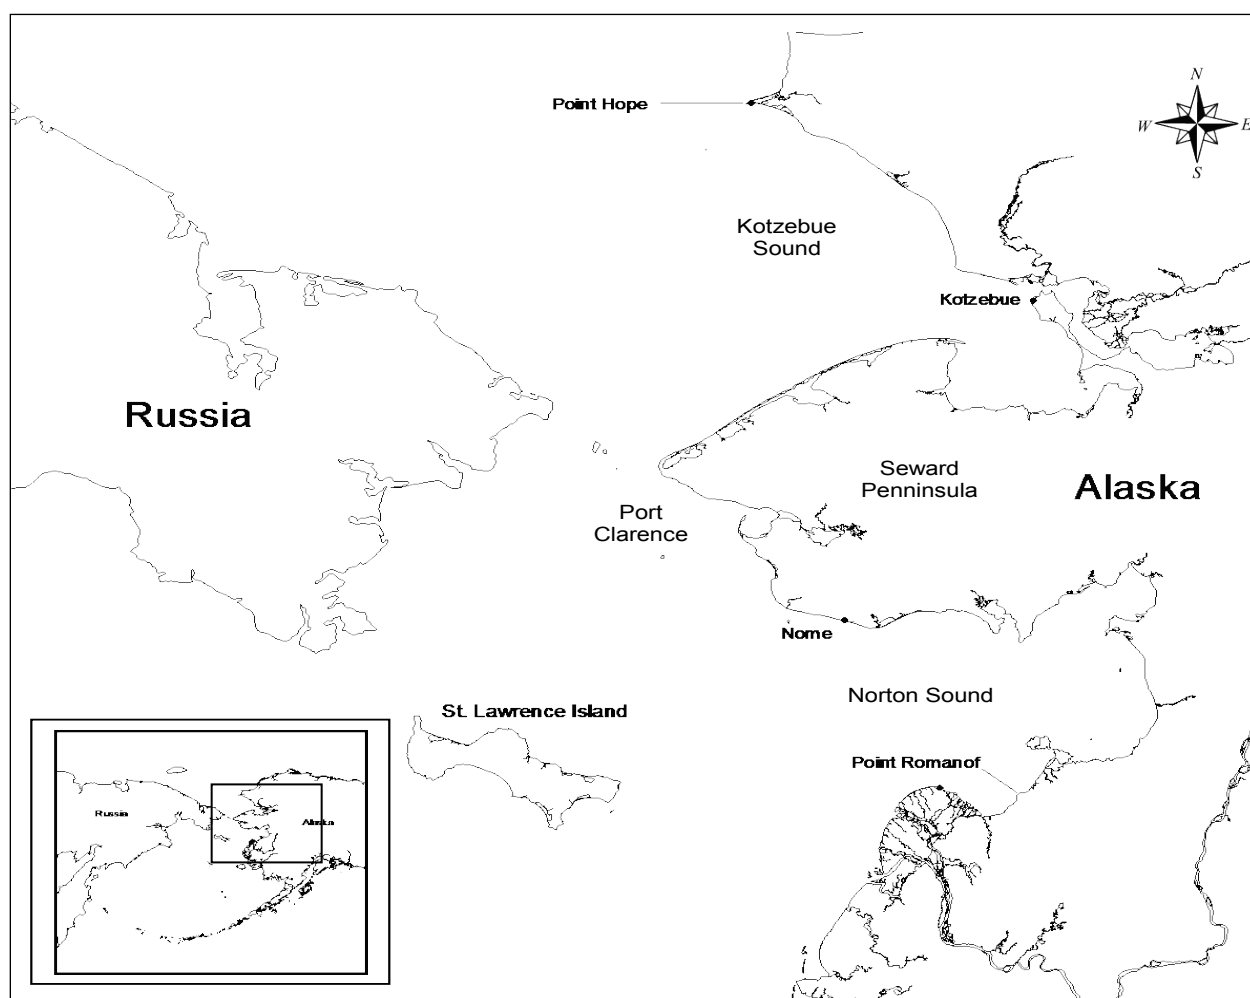 N
Point Hope
W
E
S
Kotzebue
Sound
Kotzebue
Russia
Seward
Penninsula
Alaska
Port
Clarence
Nome
Norton Sound
St. Lawrence Island
Point Romanof
Russia
Alaska